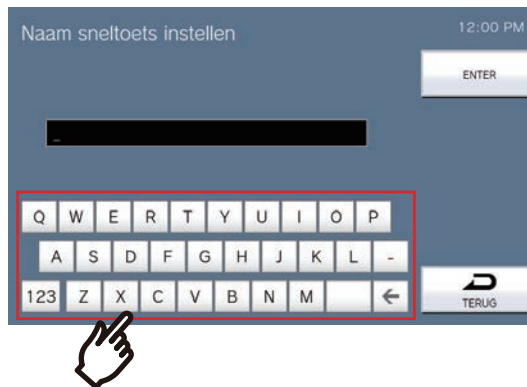 Naam sneltoets instellen
12:00 PM
ENTER
_
Q W E R T Y U I O P
A S D F G H J K L -
123 Z X C V B N M ←
TERUG